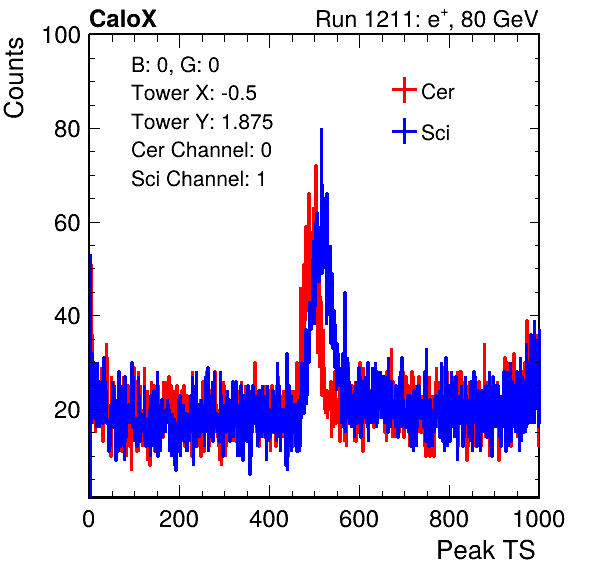 CaloX Run 1211: e⁺, 80 GeV
Counts
100
80
60
40
20
B: 0, G: 0
Tower X: -0.5
Tower Y: 1.875
Cer Channel: 0
Sci Channel: 1
Cer
Sci
0 200 400 600 800 1000
Peak TS